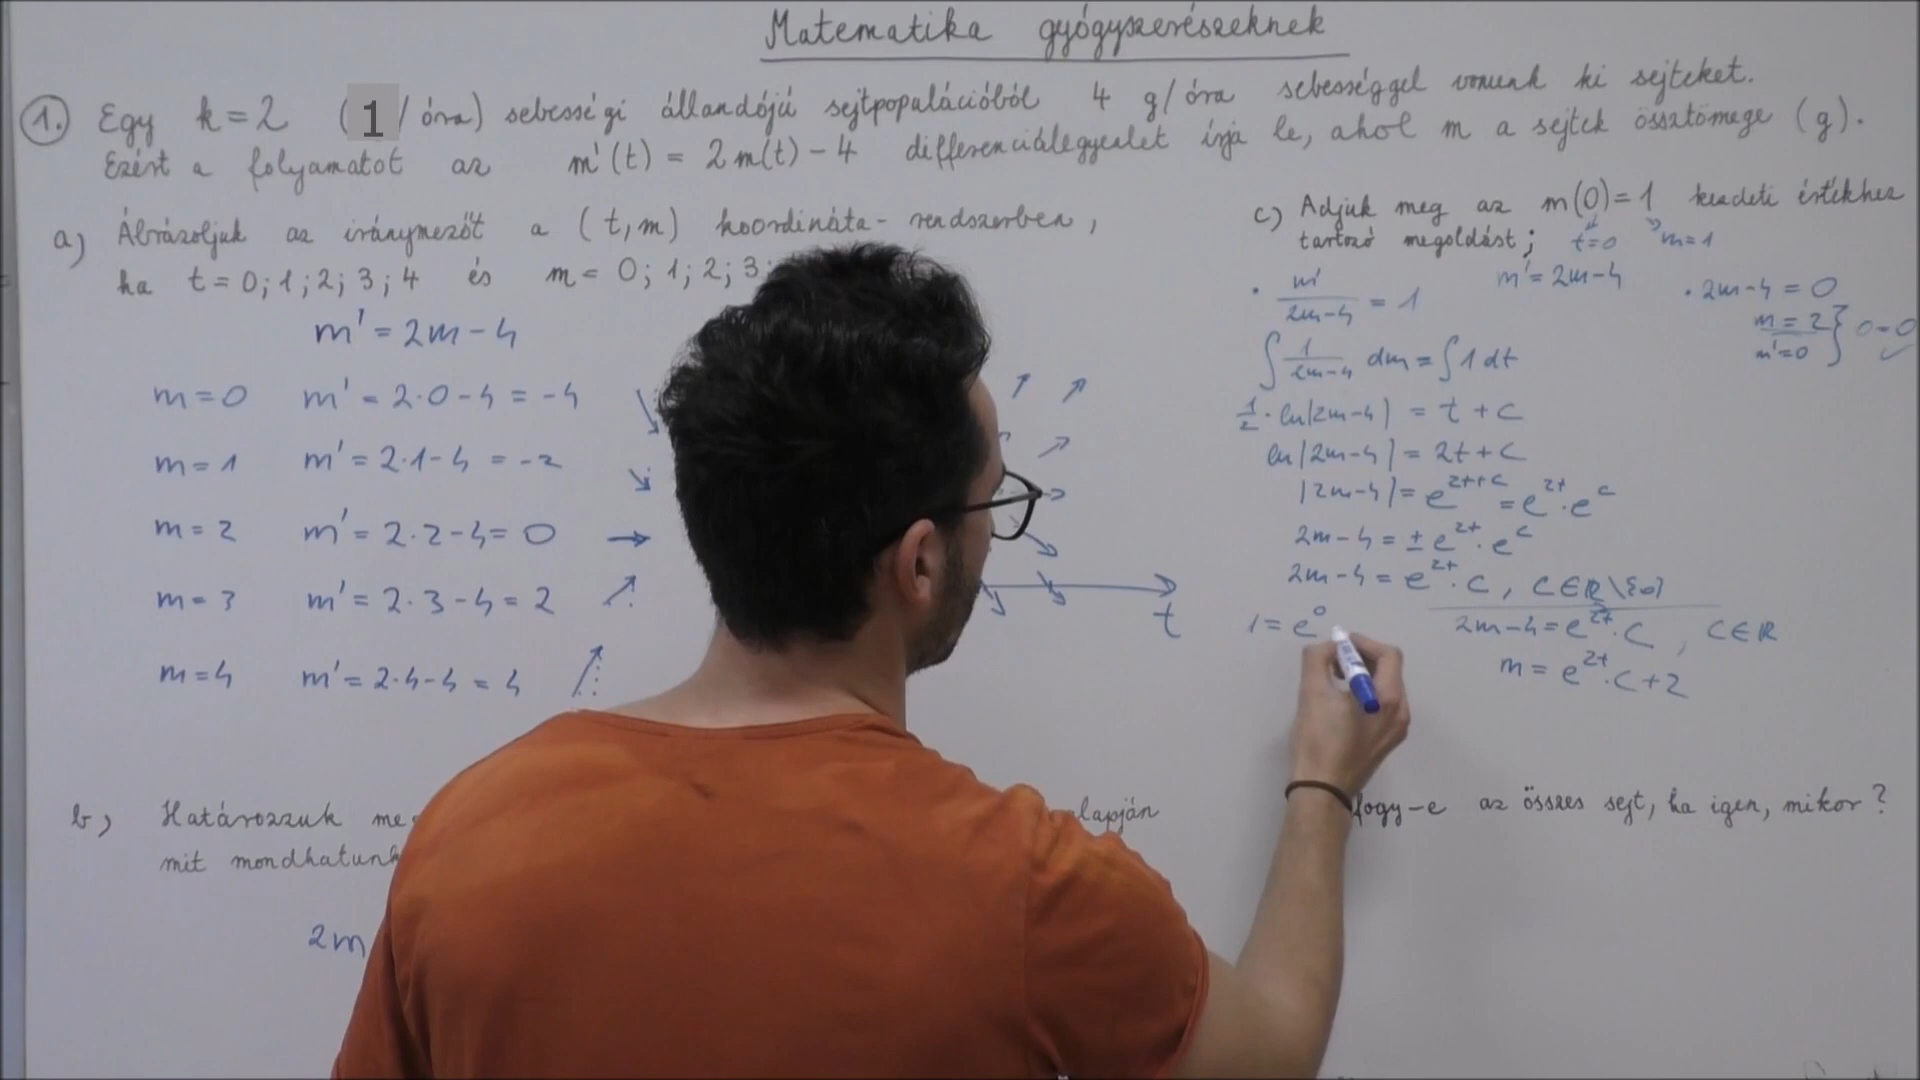 Matematika gyógyszerészeknek
1. Egy k=2 (1/óra) sebességi állandójú sejtpopulációból 4 g/óra sebességgel vonunk ki sejteket.
Ezért a folyamatot az m'(t) = 2m(t) - 4 differenciálegyenlet írja le, ahol m a sejtek össztömege (g).
a) Ábrázoljuk az iránymezőt a (t,m) koordináta-rendszerben,
ha t = 0; 1; 2; 3; 4 és m = 0; 1; 2; 3;
m' = 2m - 4
m = 0 m' = 2·0 - 4 = -4
m = 1 m' = 2·1 - 4 = -2
m = 2 m' = 2·2 - 4 = 0
m = 3 m' = 2·3 - 4 = 2
m = 4 m' = 2·4 - 4 = 4
t
b) Határozzuk alapján
mit mondhatunk
2m
c) Adjuk meg az m(0) = 1 kezdeti értékhez
tartozó megoldást; t=0 m=1
m' = 2m-4
· m'/(2m-4) = 1
· 2m-4 = 0
m = 2
m' = 0 } 0=0 ✓
∫ 1/(2m-4) dm = ∫ 1 dt
1/2 · ln|2m-4| = t + c
ln|2m-4| = 2t + c
|2m-4| = e^(2t+c) = e^(2t) · e^c
2m-4 = ± e^(2t) · e^c
2m-4 = e^(2t) · c , c∈R\{0}
2m-4 = e^(2t) · c , c∈R
m = e^(2t) · c + 2
1 = e^0
fogy-e az összes sejt, ha igen, mikor?